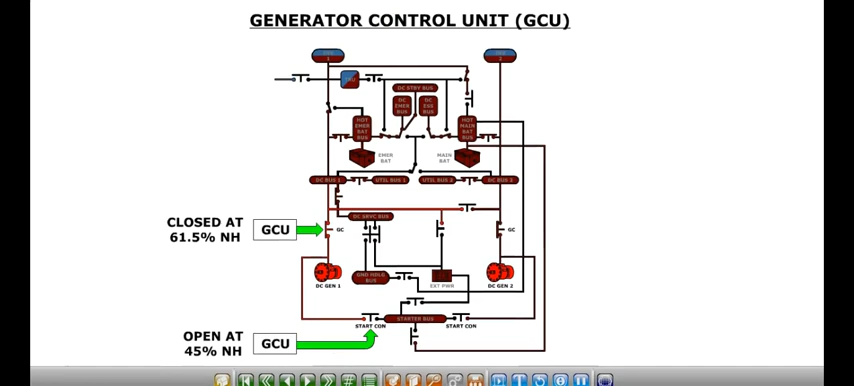 GENERATOR CONTROL UNIT (GCU)
1
2
DC STBY BUS
DC
EMER
BUS
DC
ESS
BUS
HOT
EMER
BAT
BUS
HOT
MAIN
BAT
BUS
EMER
BAT
MAIN
BAT
DC BUS 1
UTIL BUS 1
UTIL BUS 2
DC BUS 2
DC SRVC BUS
CLOSED AT
61.5% NH
GCU
GC
GC
GND HDLG
BUS
EXT PWR
DC GEN 1
DC GEN 2
STARTER BUS
START CON
START CON
OPEN AT
45% NH
GCU